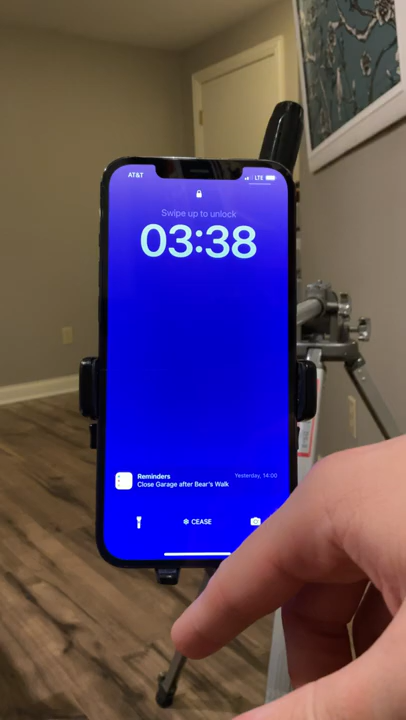 AT&T LTE
Swipe up to unlock
03:38
Reminders Yesterday, 14:00
Close Garage after Bear's Walk
❄ CEASE